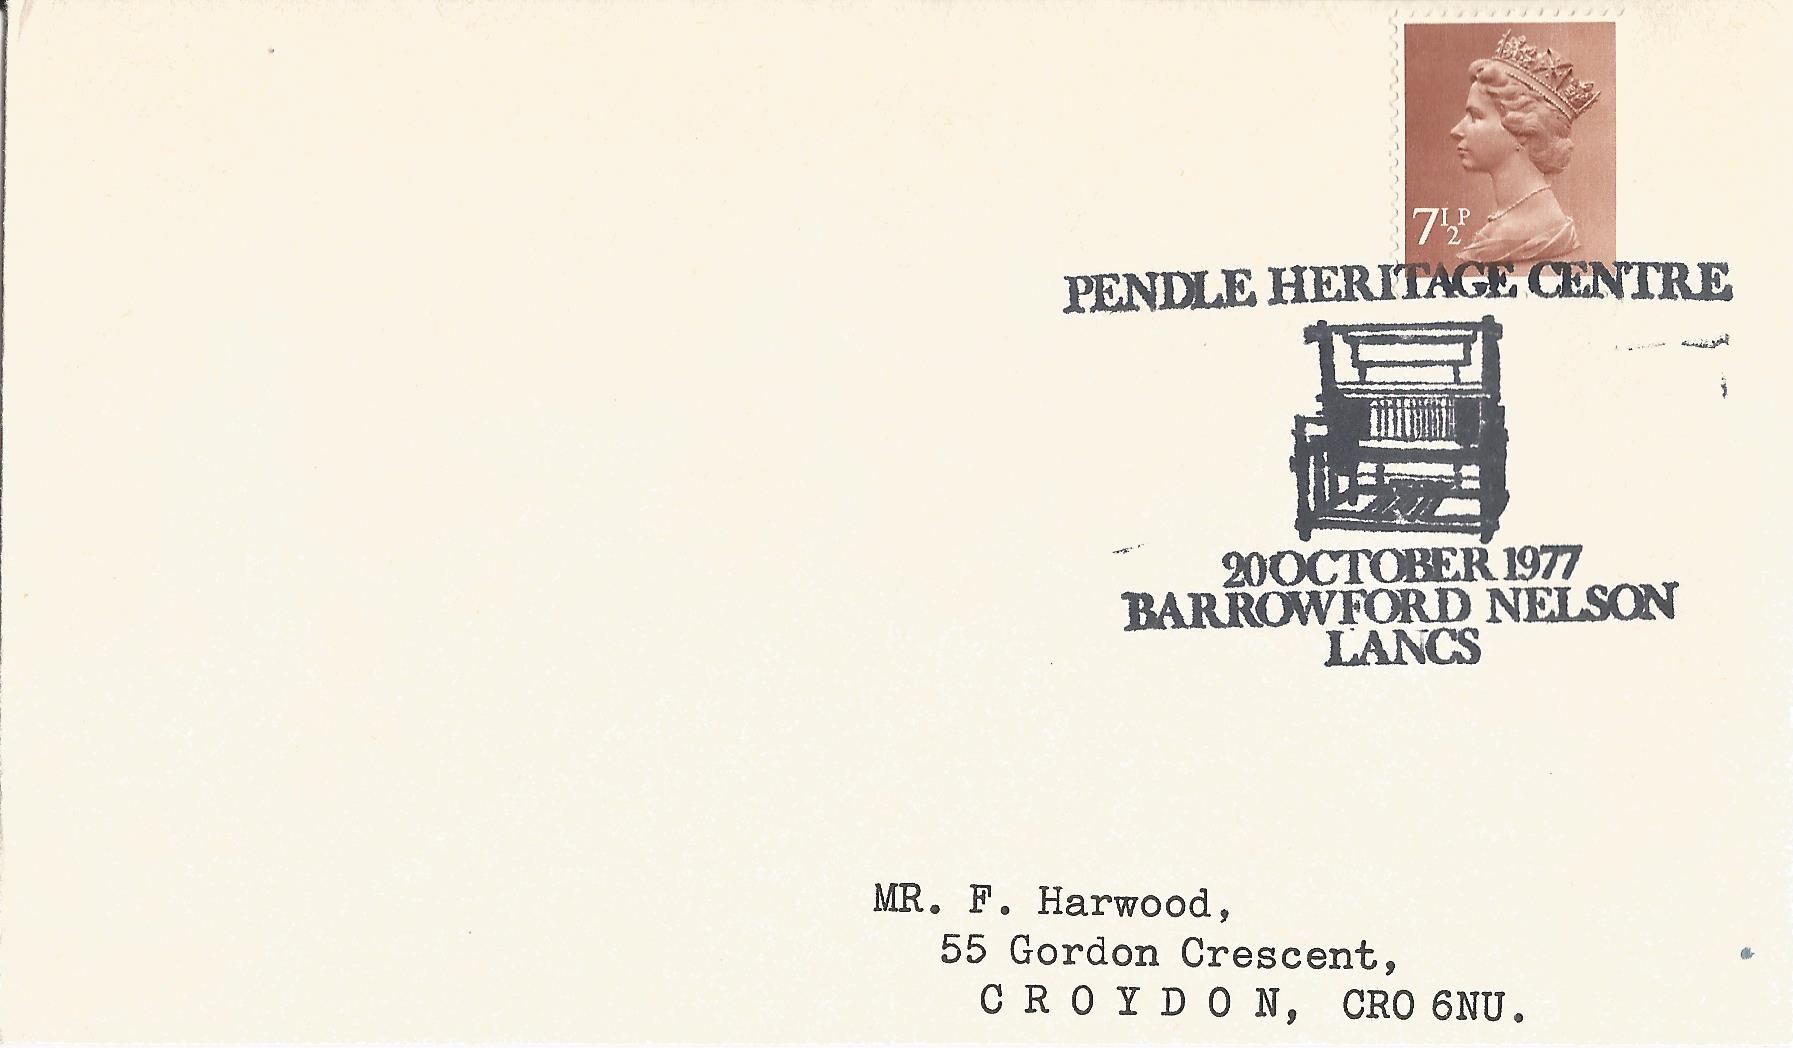 7½P
PENDLE HERITAGE CENTRE
20 OCTOBER 1977
BARROWFORD NELSON
LANCS
MR. F. Harwood,
55 Gordon Crescent,
C R O Y D O N, CRO 6NU.